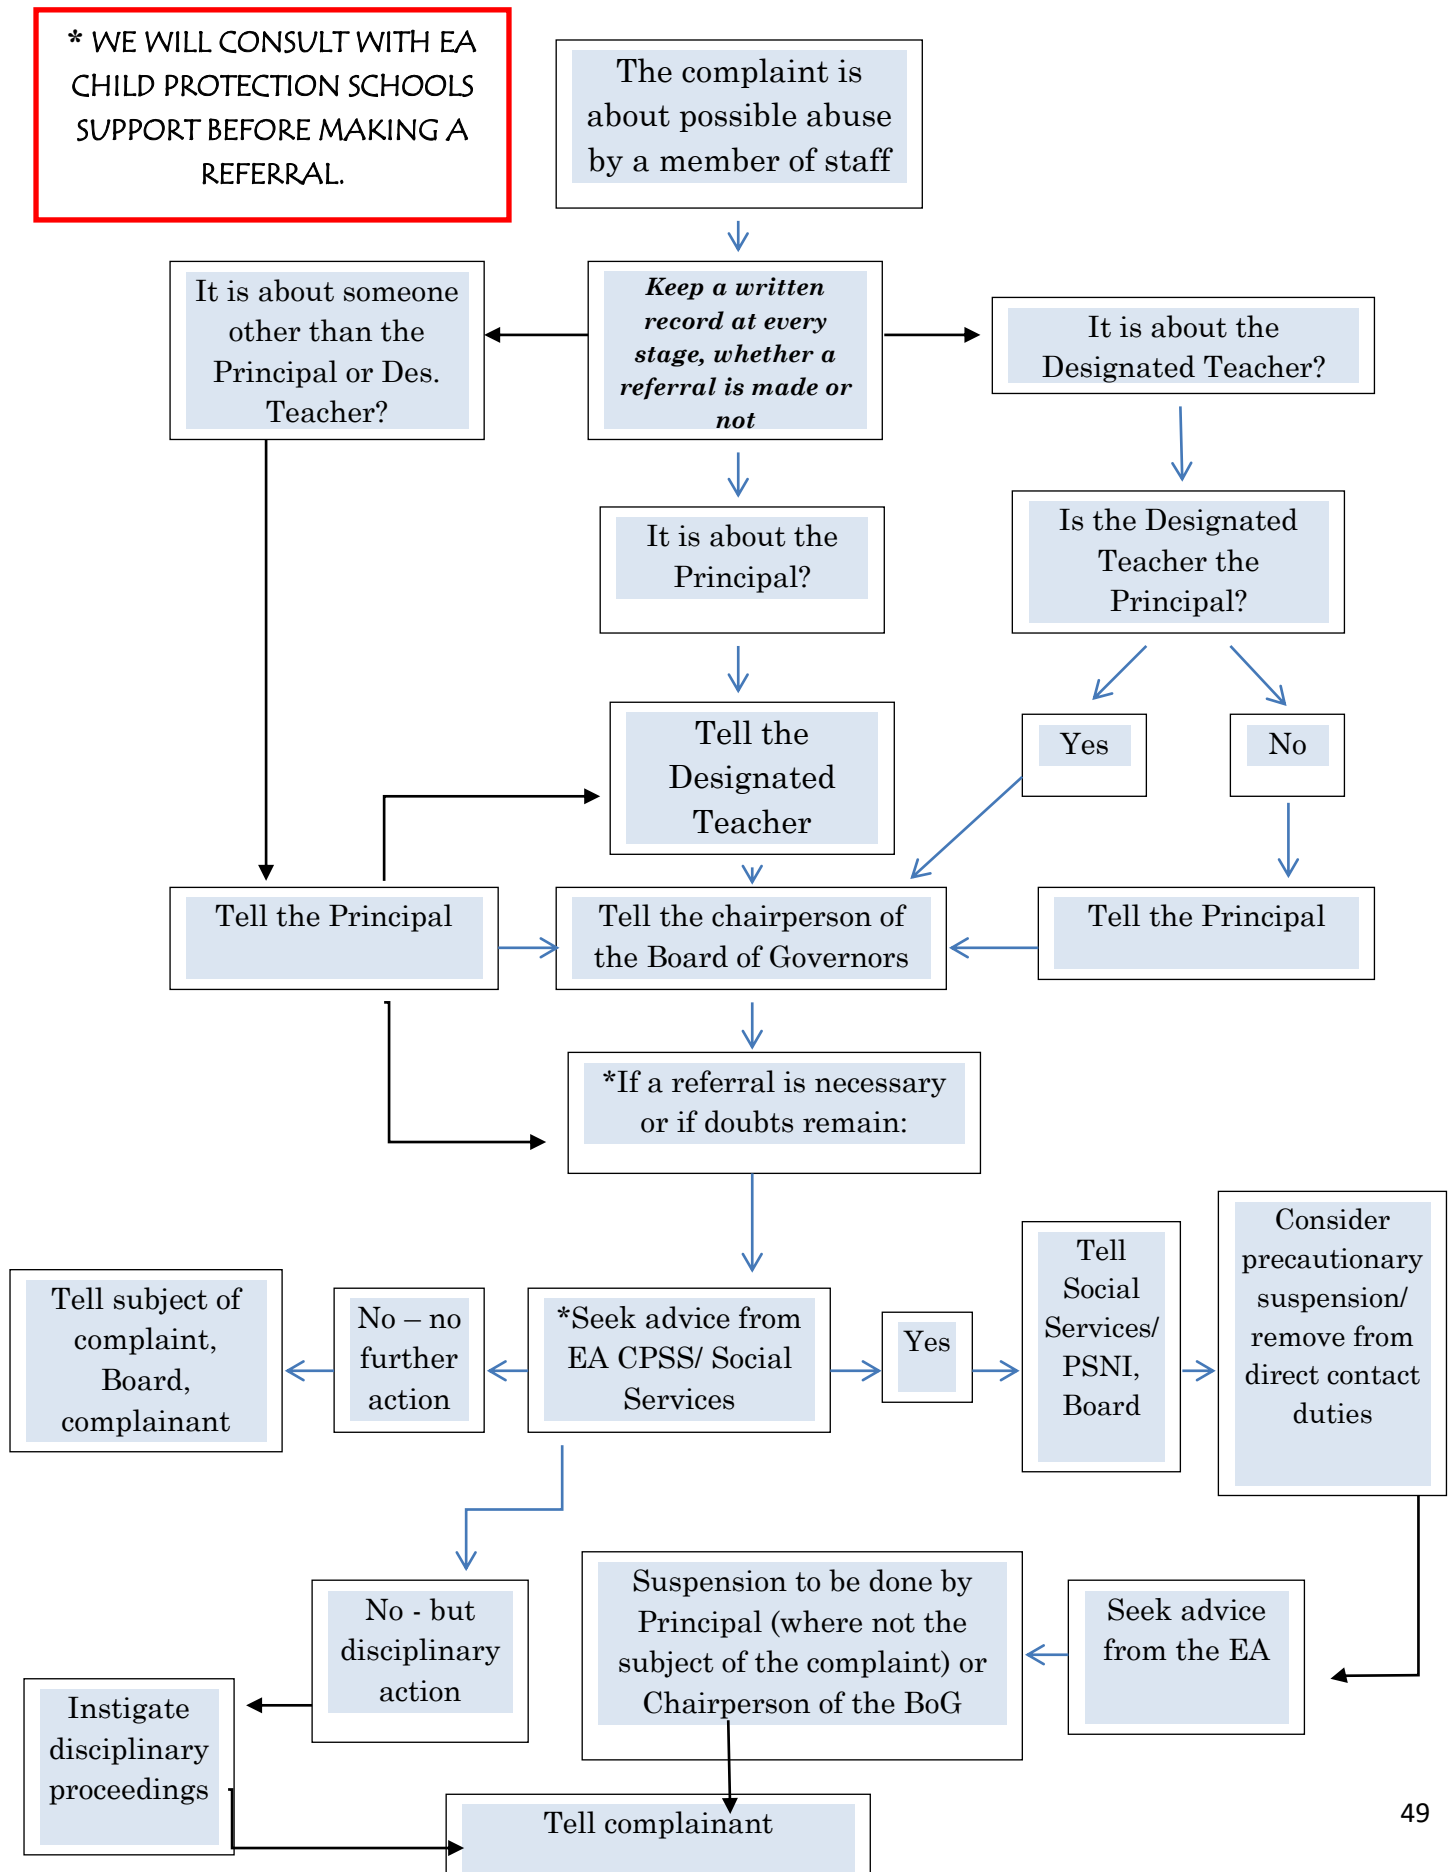 * WE WILL CONSULT WITH EA
CHILD PROTECTION SCHOOLS
SUPPORT BEFORE MAKING A
REFERRAL.
The complaint is
about possible abuse
by a member of staff
It is about someone
other than the
Principal or Des.
Teacher?
Keep a written
record at every
stage, whether a
referral is made or
not
It is about the
Designated Teacher?
It is about the
Principal?
Is the Designated
Teacher the
Principal?
Tell the
Designated
Teacher
Yes
No
Tell the Principal
Tell the chairperson of
the Board of Governors
Tell the Principal
*If a referral is necessary
or if doubts remain:
Tell subject of
complaint,
Board,
complainant
No – no
further
action
*Seek advice from
EA CPSS/ Social
Services
Yes
Tell
Social
Services/
PSNI,
Board
Consider
precautionary
suspension/
remove from
direct contact
duties
No - but
disciplinary
action
Suspension to be done by
Principal (where not the
subject of the complaint) or
Chairperson of the BoG
Seek advice
from the EA
Instigate
disciplinary
proceedings
Tell complainant
49